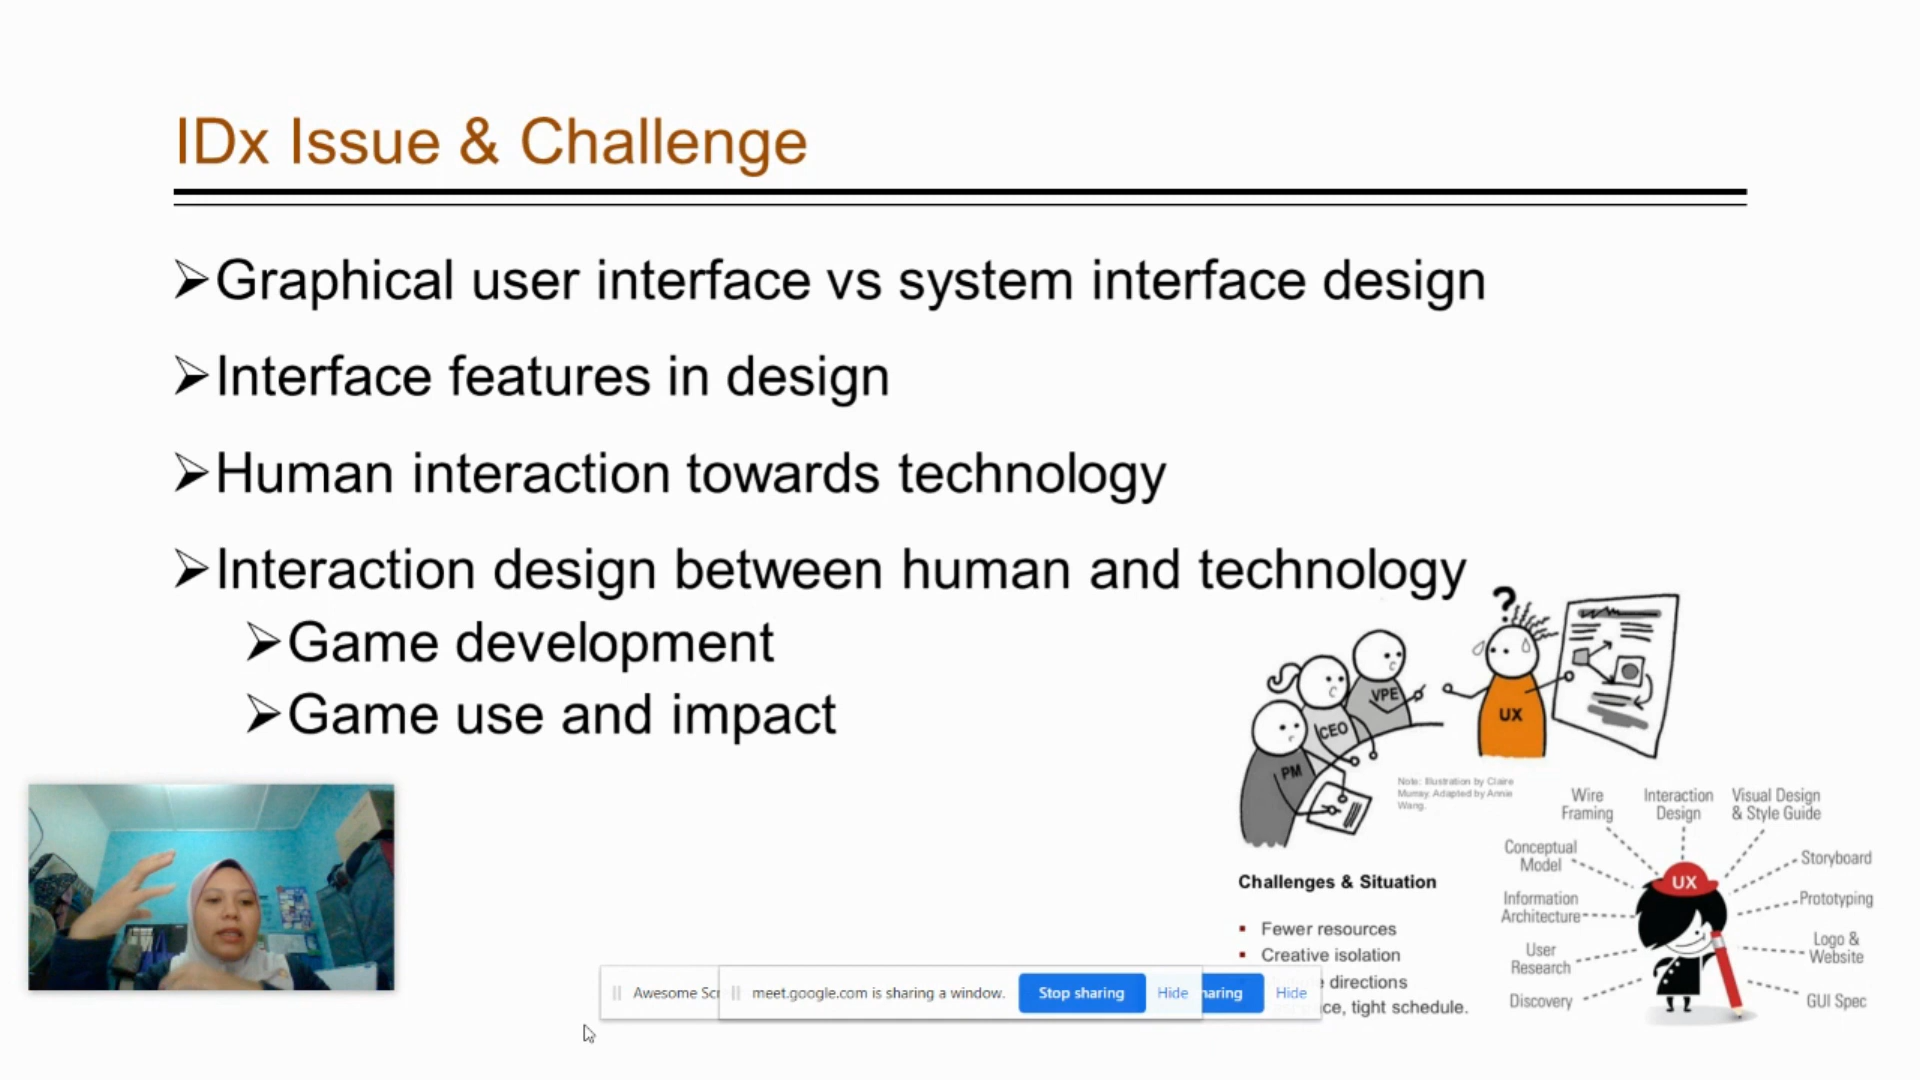 IDx Issue & Challenge
➢Graphical user interface vs system interface design
➢Interface features in design
➢Human interaction towards technology
➢Interaction design between human and technology
➢Game development
➢Game use and impact
?
VPE
CEO
PM
UX
Note: Illustration by Claire
Murray. Adapted by Annie
Wang.
Challenges & Situation
▪ Fewer resources
▪ Creative isolation
directions
tight schedule.
Wire
Framing
Interaction
Design
Visual Design
& Style Guide
Conceptual
Model
Storyboard
UX
Information
Architecture
Prototyping
User
Research
Logo &
Website
Discovery
GUI Spec
Awesome
meet.google.com is sharing a window.
Stop sharing
Hide
haring
Hide